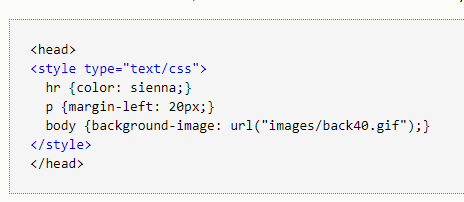 <head>
<style type="text/css">
  hr {color: sienna;}
  p {margin-left: 20px;}
  body {background-image: url("images/back40.gif");}
</style>
</head>